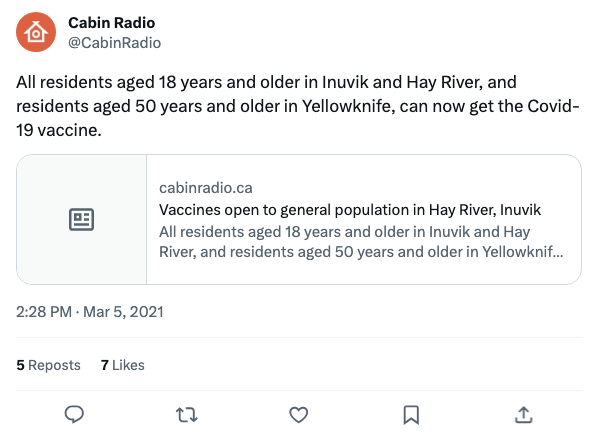 Cabin Radio
@CabinRadio
All residents aged 18 years and older in Inuvik and Hay River, and
residents aged 50 years and older in Yellowknife, can now get the Covid-
19 vaccine.
cabinradio.ca
Vaccines open to general population in Hay River, Inuvik
All residents aged 18 years and older in Inuvik and Hay
River, and residents aged 50 years and older in Yellowknif...
2:28 PM · Mar 5, 2021
5 Reposts 7 Likes